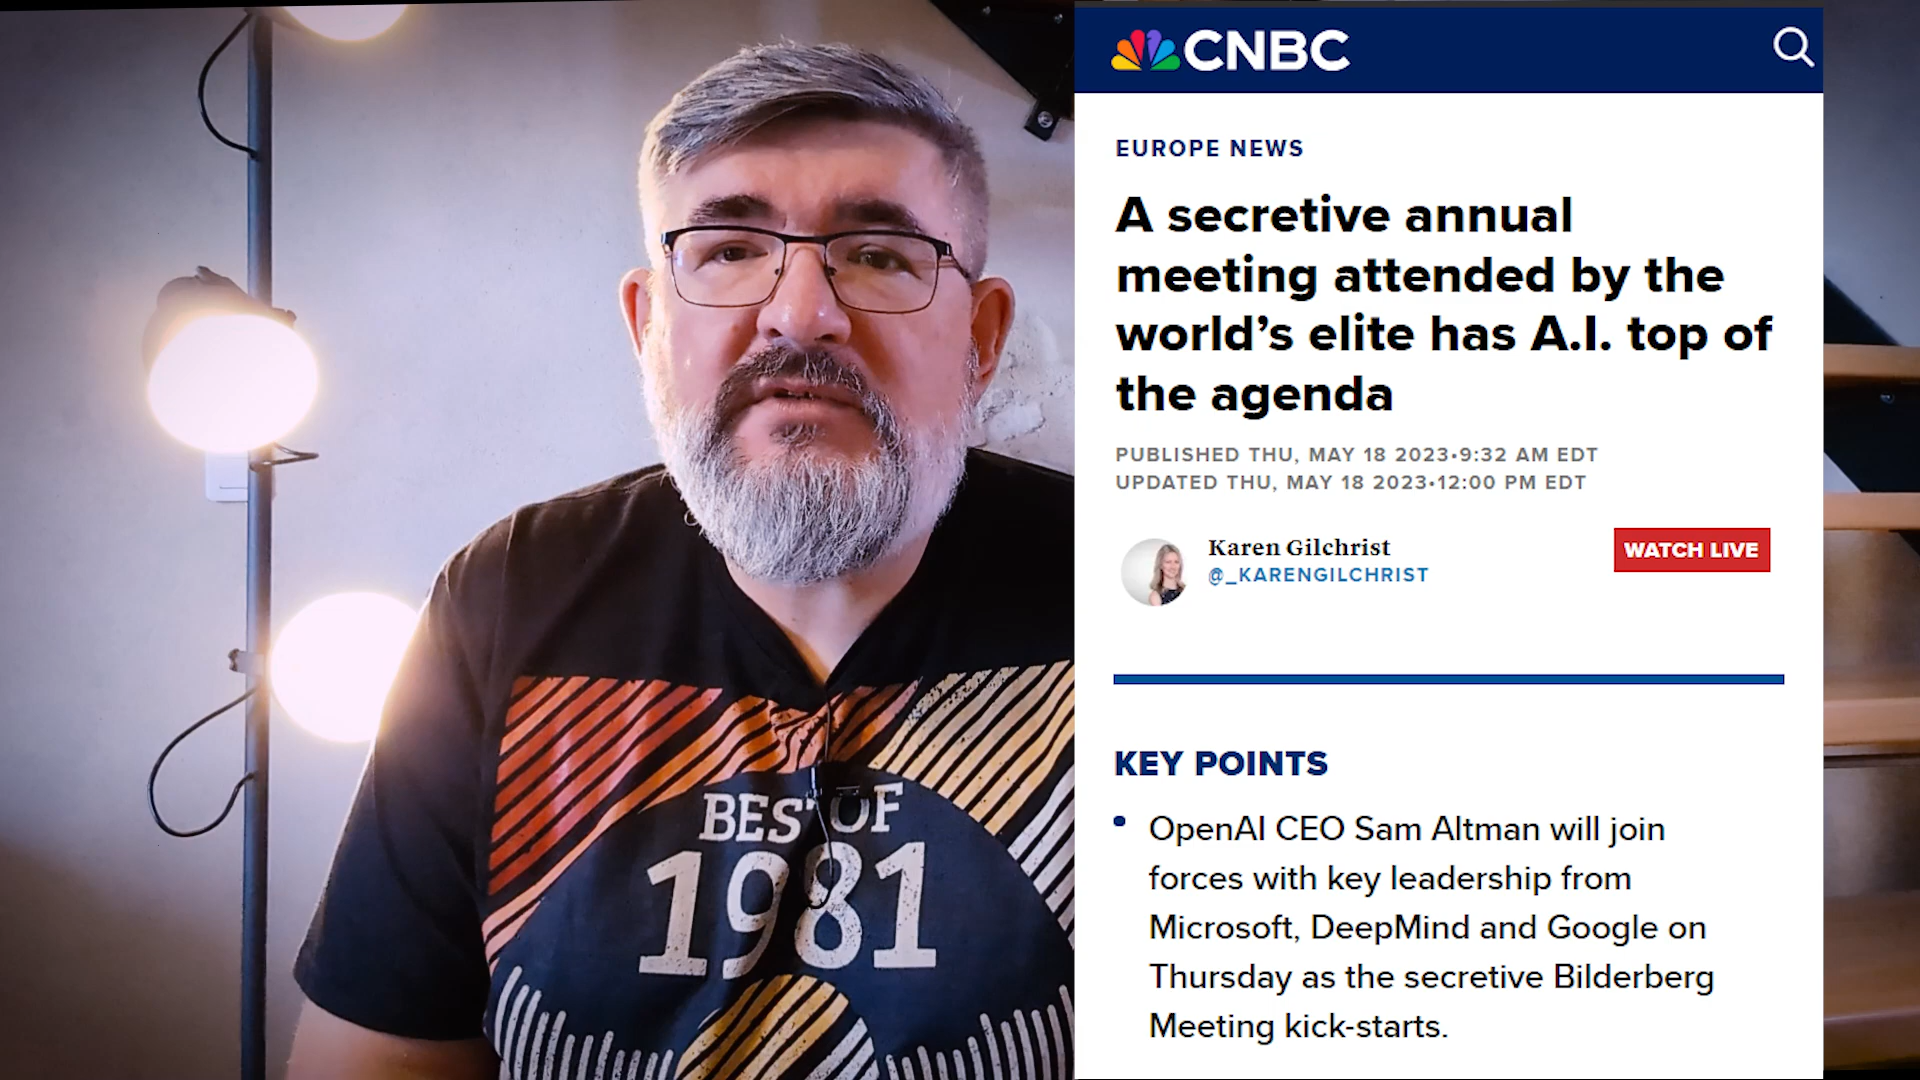 CNBC
EUROPE NEWS
A secretive annual
meeting attended by the
world's elite has A.I. top of
the agenda
PUBLISHED THU, MAY 18 2023•9:32 AM EDT
UPDATED THU, MAY 18 2023•12:00 PM EDT
Karen Gilchrist
@_KARENGILCHRIST
WATCH LIVE
KEY POINTS
• OpenAI CEO Sam Altman will join
forces with key leadership from
Microsoft, DeepMind and Google on
Thursday as the secretive Bilderberg
Meeting kick-starts.
BEST OF
1981